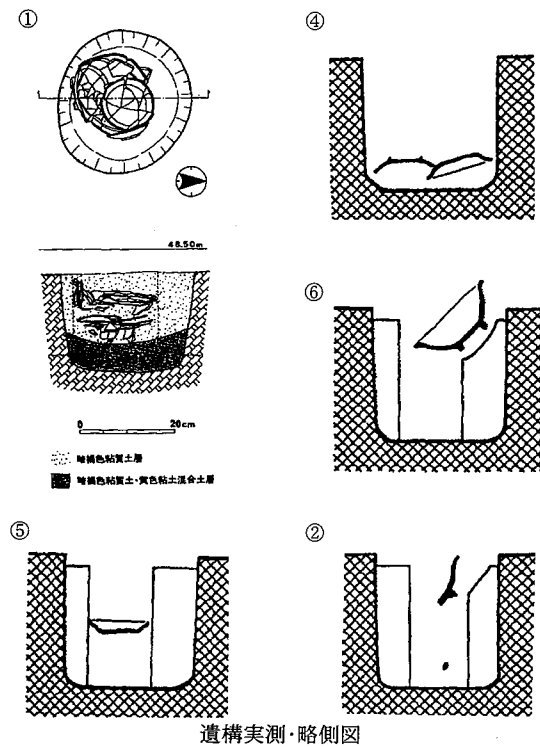 ①
48.50m
0 20cm
暗褐色粘質土層
暗褐色粘質土・黄色粘土混合土層
④
⑥
⑤
②
遺構実測・略側図